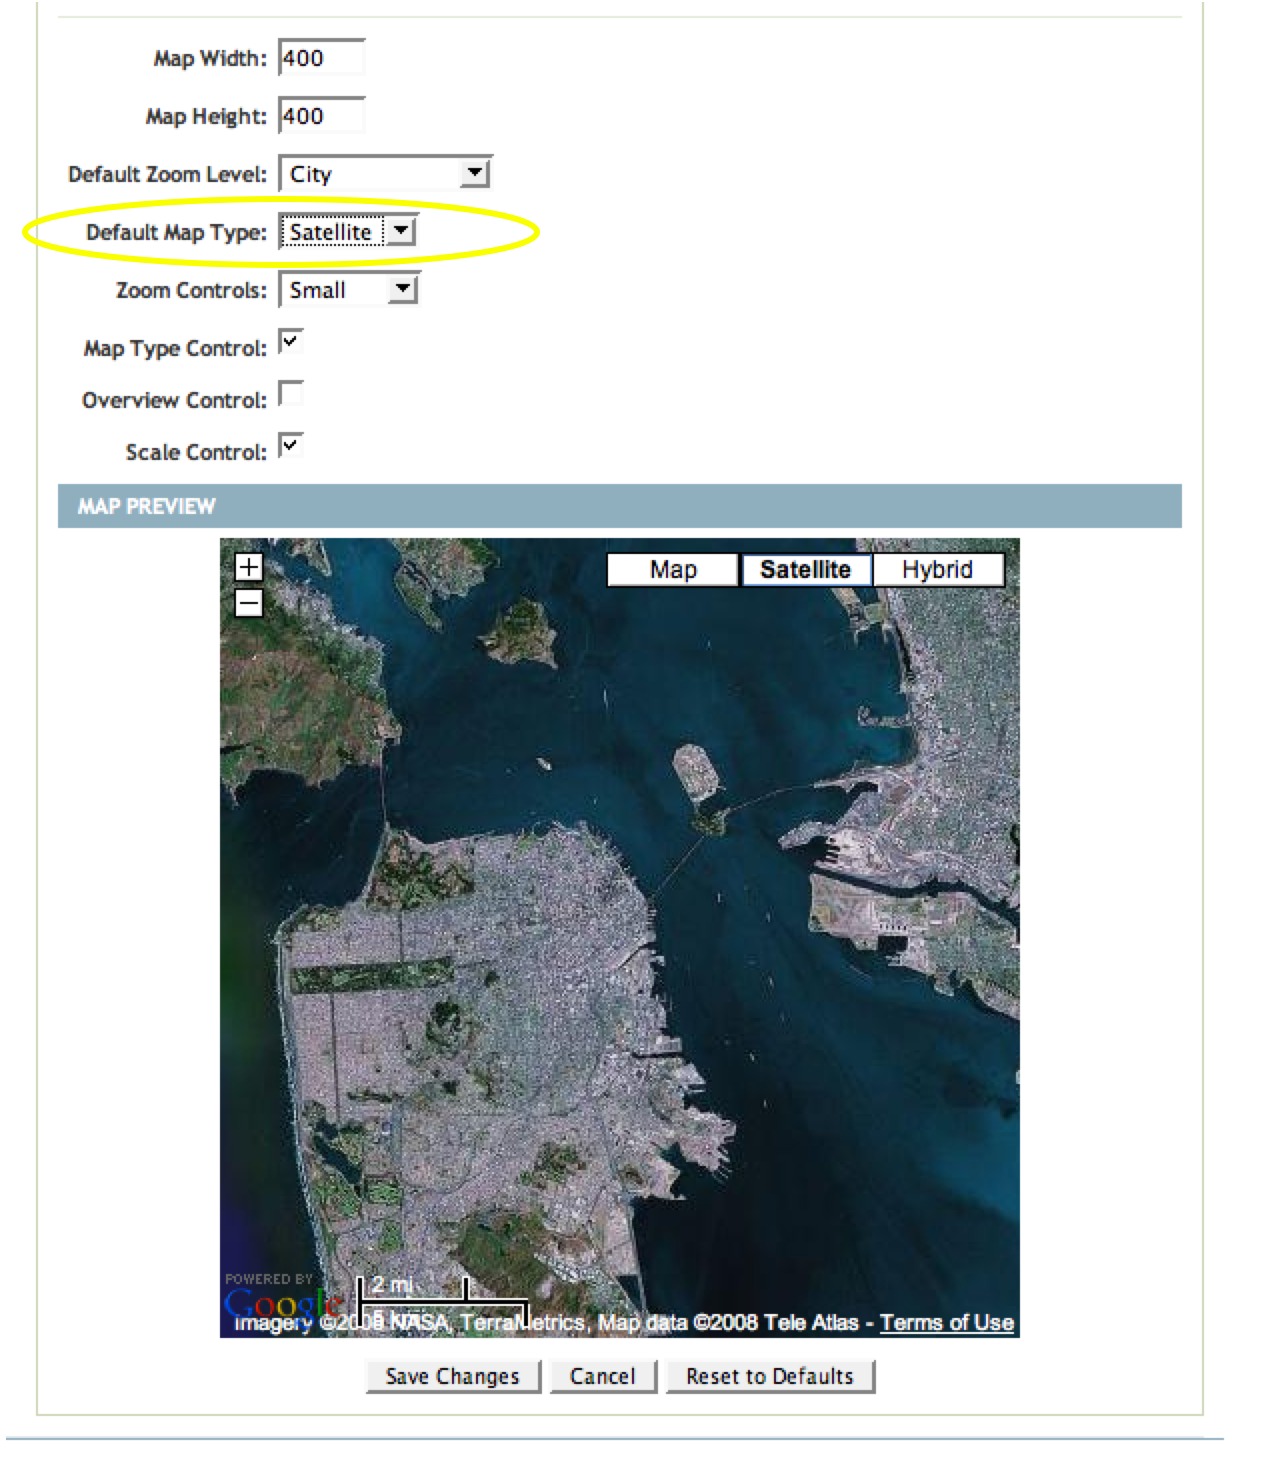 Map Width: 400
Map Height: 400
Default Zoom Level: City
Default Map Type: Satellite
Zoom Controls: Small
Map Type Control:
Overview Control:
Scale Control:
MAP PREVIEW
+ Map Satellite Hybrid
−
POWERED BY
Google
2 mi
5 km
Imagery ©2008 NASA, TerraMetrics, Map data ©2008 Tele Atlas - Terms of Use
Save Changes Cancel Reset to Defaults